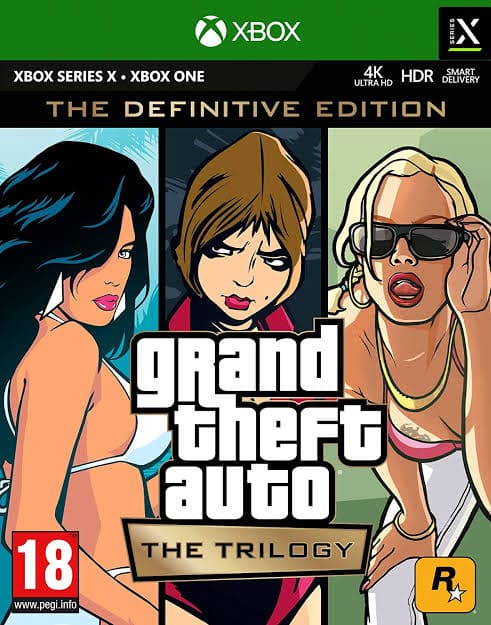 XBOX
SERIES X
XBOX SERIES X • XBOX ONE
4K ULTRA HD
HDR
SMART DELIVERY
THE DEFINITIVE EDITION
grand
theft
auto
THE TRILOGY
18
www.pegi.info
R